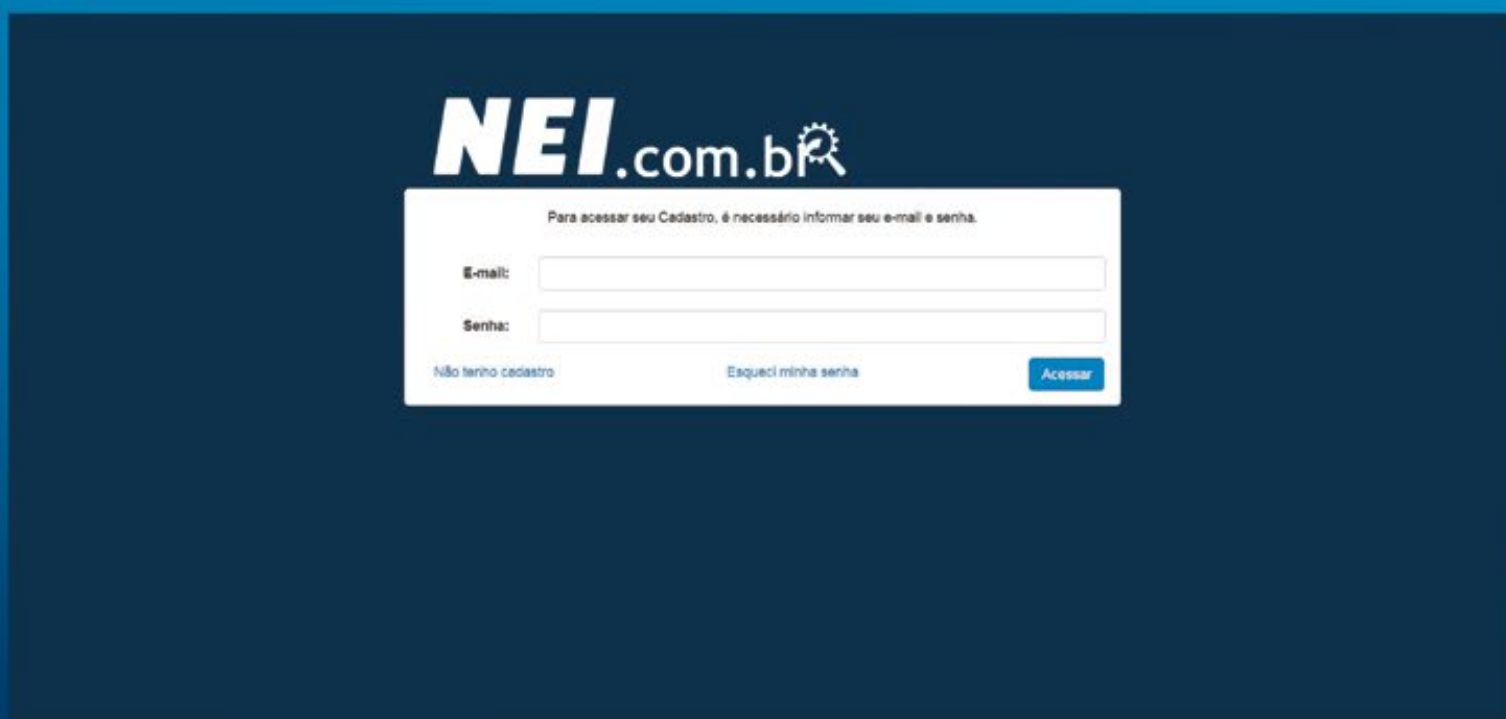 NEI.com.br
Para acessar seu Cadastro, é necessário informar seu e-mail e senha.
E-mail:
Senha:
Não tenho cadastro Esqueci minha senha Acessar